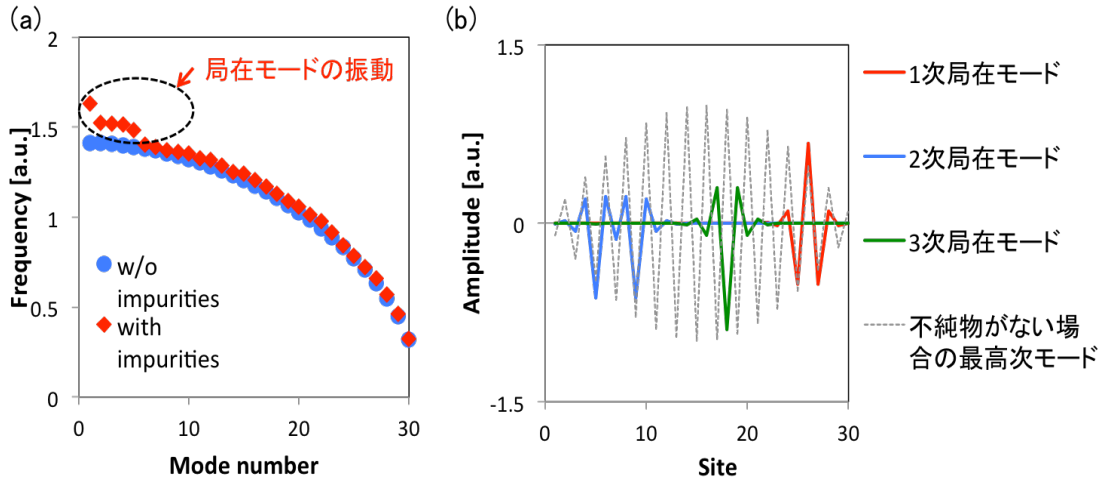 (a)
2
1.5
1
0.5
0
0
10
20
30
Frequency [a.u.]
Mode number
局在モードの振動
w/o
impurities
with
impurities
(b)
1.5
0
-1.5
0
10
20
30
Amplitude [a.u.]
Site
1次局在モード
2次局在モード
3次局在モード
不純物がない場
合の最高次モード